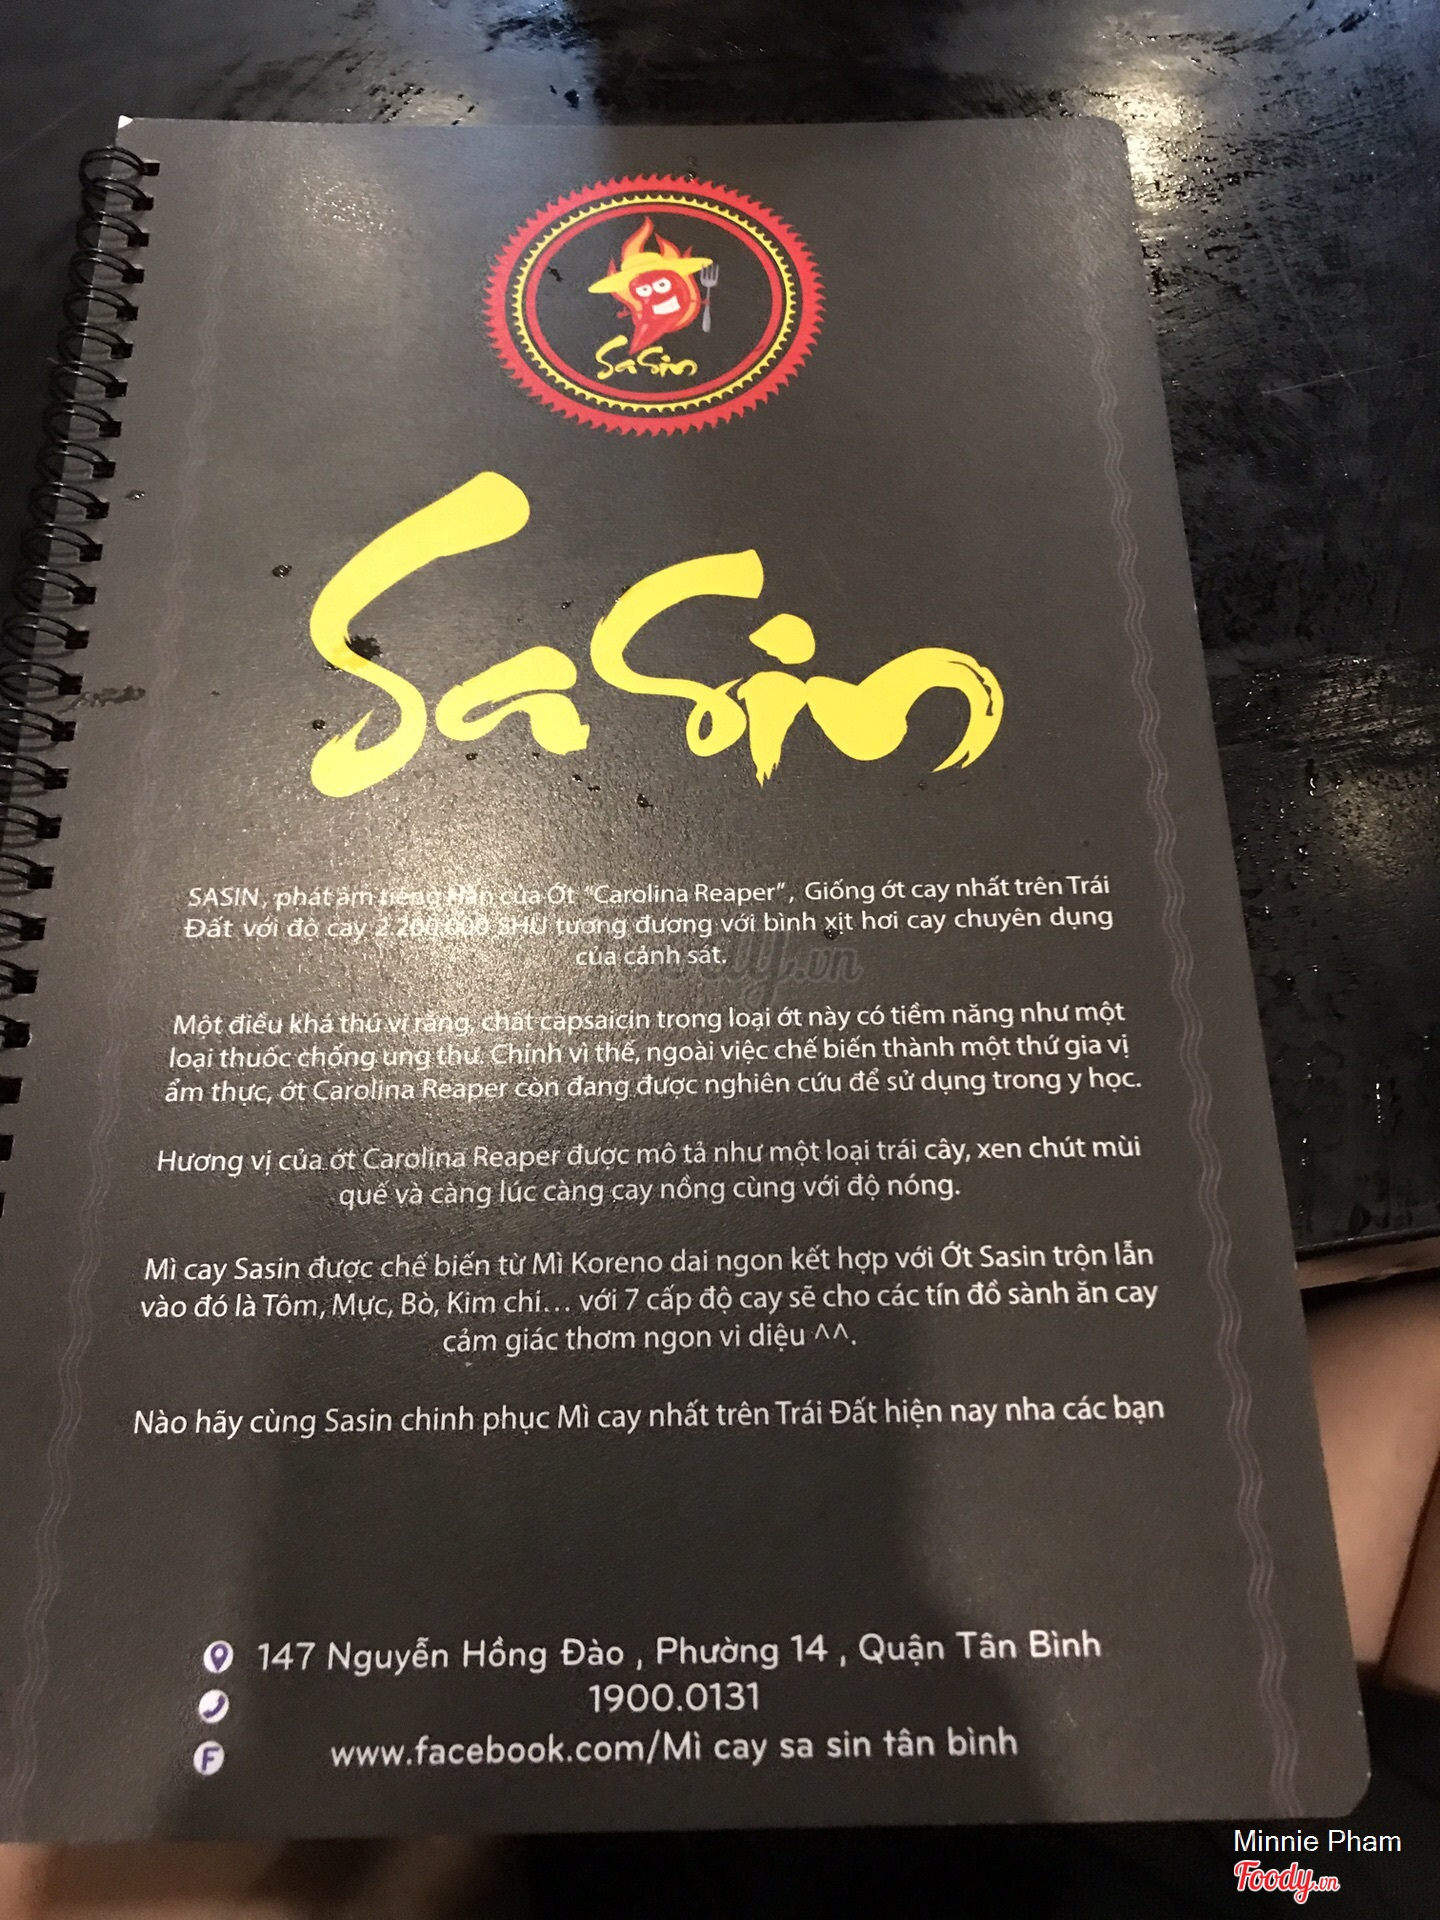 SaSin
SaSin
SASIN, phát âm tiếng Hàn của Ớt "Carolina Reaper", Giống ớt cay nhất trên Trái
Đất với độ cay 2.200.000 SHU tương đương với bình xịt hơi cay chuyên dụng
của cảnh sát.
Một điều khá thú vị rằng, chất capsaicin trong loại ớt này có tiềm năng như một
loại thuốc chống ung thư. Chính vì thế, ngoài việc chế biến thành một thứ gia vị
ẩm thực, ớt Carolina Reaper còn đang được nghiên cứu để sử dụng trong y học.
Hương vị của ớt Carolina Reaper được mô tả như một loại trái cây, xen chút mùi
quế và càng lúc càng cay nồng cùng với độ nóng.
Mì cay Sasin được chế biến từ Mì Koreno dai ngon kết hợp với Ớt Sasin trộn lẫn
vào đó là Tôm, Mực, Bò, Kim chi... với 7 cấp độ cay sẽ cho các tín đồ sành ăn cay
cảm giác thơm ngon vi diệu ^^.
Nào hãy cùng Sasin chinh phục Mì cay nhất trên Trái Đất hiện nay nha các bạn
147 Nguyễn Hồng Đào , Phường 14 , Quận Tân Bình
1900.0131
www.facebook.com/Mì cay sa sin tân bình
Minnie Pham
Foody.vn